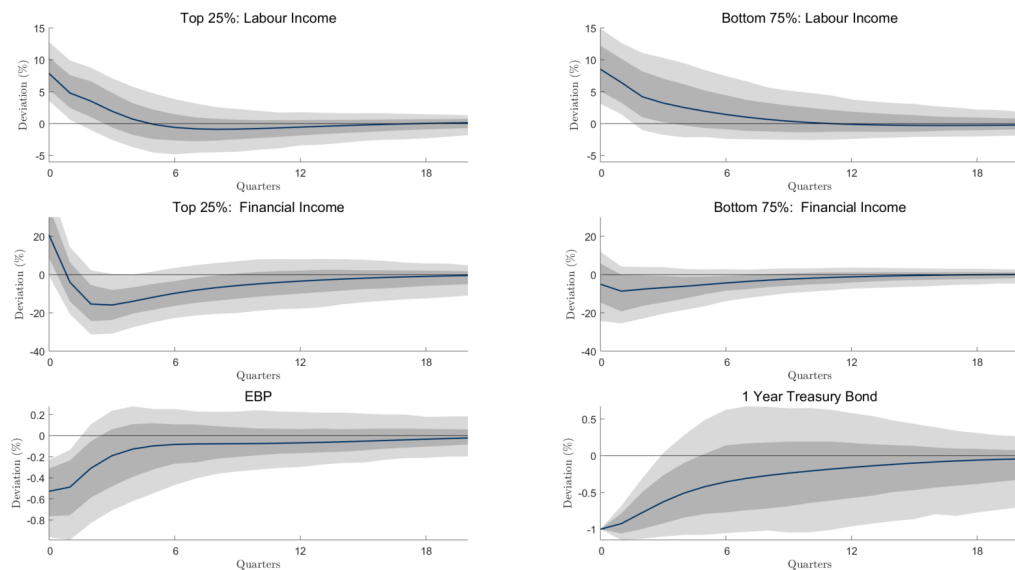 Top 25%: Labour Income
Bottom 75%: Labour Income
15
10
5
0
-5
Deviation (%)
0
6
12
18
Quarters
15
10
5
0
-5
Deviation (%)
0
6
12
18
Quarters
Top 25%: Financial Income
Bottom 75%: Financial Income
20
0
-20
-40
Deviation (%)
0
6
12
18
Quarters
20
0
-20
-40
Deviation (%)
0
6
12
18
Quarters
EBP
1 Year Treasury Bond
0.2
0
-0.2
-0.4
-0.6
-0.8
Deviation (%)
0
6
12
18
Quarters
0.5
0
-0.5
-1
Deviation (%)
0
6
12
18
Quarters